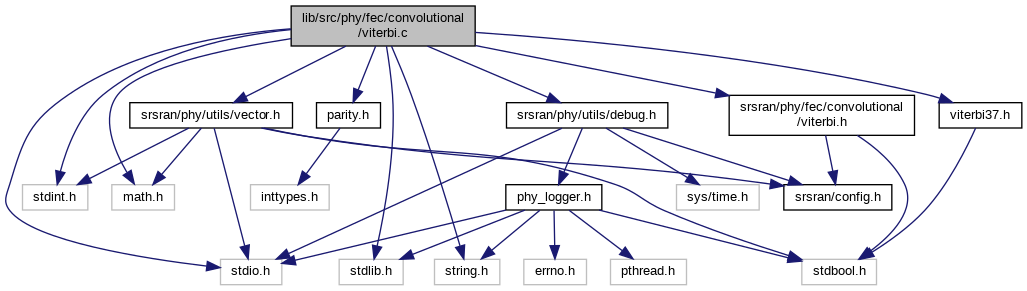 lib/src/phy/fec/convolutional
/viterbi.c
srsran/phy/utils/vector.h
parity.h
srsran/phy/utils/debug.h
srsran/phy/fec/convolutional
/viterbi.h
viterbi37.h
stdint.h
math.h
inttypes.h
phy_logger.h
sys/time.h
srsran/config.h
stdio.h
stdlib.h
string.h
errno.h
pthread.h
stdbool.h